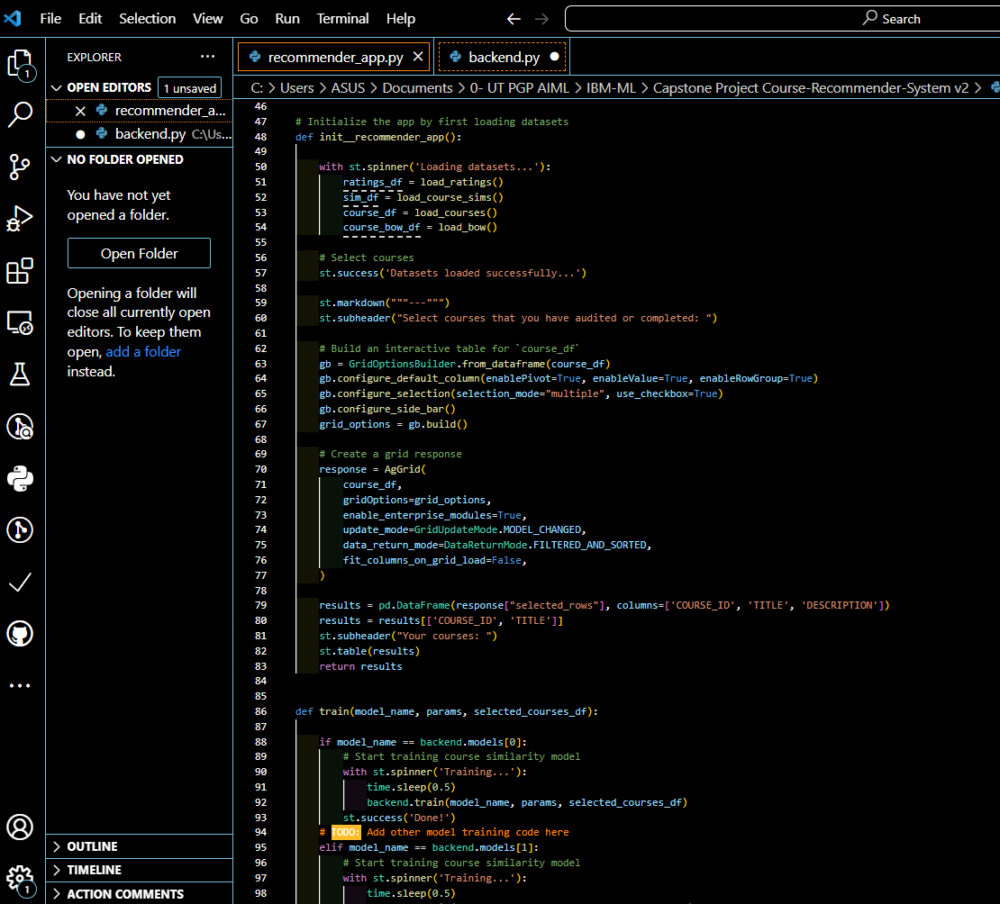 File Edit Selection View Go Run Terminal Help
Search
EXPLORER
OPEN EDITORS 1 unsaved
recommender_a...
backend.py C:\Us...
NO FOLDER OPENED
You have not yet
opened a folder.
Open Folder
Opening a folder will
close all currently open
editors. To keep them
open, add a folder
instead.
OUTLINE
TIMELINE
ACTION COMMENTS
1
1
recommender_app.py
backend.py
C: > Users > ASUS > Documents > 0- UT PGP AIML > IBM-ML > Capstone Project Course-Recommender-System v2 >
46
47 # Initialize the app by first loading datasets
48 def init__recommender_app():
49
50 with st.spinner('Loading datasets...'):
51 ratings_df = load_ratings()
52 sim_df = load_course_sims()
53 course_df = load_courses()
54 course_bow_df = load_bow()
55
56 # Select courses
57 st.success('Datasets loaded successfully...')
58
59 st.markdown("""---""")
60 st.subheader("Select courses that you have audited or completed: ")
61
62 # Build an interactive table for `course_df`
63 gb = GridOptionsBuilder.from_dataframe(course_df)
64 gb.configure_default_column(enablePivot=True, enableValue=True, enableRowGroup=True)
65 gb.configure_selection(selection_mode="multiple", use_checkbox=True)
66 gb.configure_side_bar()
67 grid_options = gb.build()
68
69 # Create a grid response
70 response = AgGrid(
71 course_df,
72 gridOptions=grid_options,
73 enable_enterprise_modules=True,
74 update_mode=GridUpdateMode.MODEL_CHANGED,
75 data_return_mode=DataReturnMode.FILTERED_AND_SORTED,
76 fit_columns_on_grid_load=False,
77 )
78
79 results = pd.DataFrame(response["selected_rows"], columns=['COURSE_ID', 'TITLE', 'DESCRIPTION'])
80 results = results[['COURSE_ID', 'TITLE']]
81 st.subheader("Your courses: ")
82 st.table(results)
83 return results
84
85
86 def train(model_name, params, selected_courses_df):
87
88 if model_name == backend.models[0]:
89 # Start training course similarity model
90 with st.spinner('Training...'):
91 time.sleep(0.5)
92 backend.train(model_name, params, selected_courses_df)
93 st.success('Done!')
94 # TODO: Add other model training code here
95 elif model_name == backend.models[1]:
96 # Start training course similarity model
97 with st.spinner('Training...'):
98 time.sleep(0.5)